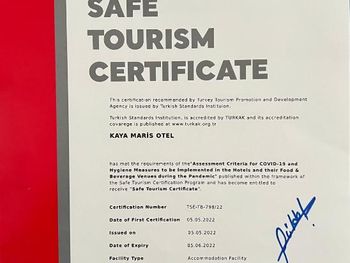 SAFE
TOURISM
CERTIFICATE
This certification recommended by Turvey Tourism Promotion and Development
Agency is issued by Turkish Standards Instituion.
Turkish Standards Institution, is accredited by TURKAK and its accreditation
covarege is published at www.turkak.org.tr
KAYA MARİS OTEL
has met the requirements of the"Assessment Criteria for COVID-19 and
Hygiene Measures to be Implemented in the Hotels and their Food &
Beverage Venues during the Pandemic" published within the framework of
the Safe Tourism Certification Program and has become entitled to
receive "Safe Tourism Certificate".
Certification Number TSE-TB-798/22
Date of First Certification 05.05.2022
Issued on 05.05.2022
Date of Expiry 05.06.2022
Facility Type Accommodation Facility